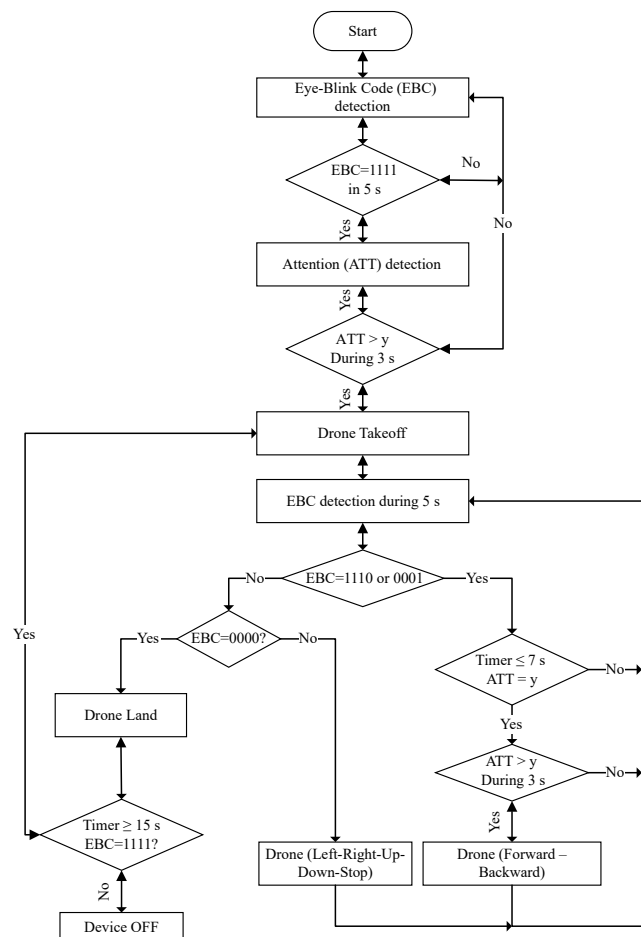 Start
Eye-Blink Code (EBC)
detection
EBC=1111
in 5 s
No
No
Yes
Attention (ATT) detection
Yes
ATT > y
During 3 s
Yes
Drone Takeoff
EBC detection during 5 s
EBC=1110 or 0001
No
Yes
Yes
EBC=0000?
Yes
No
Timer ≤ 7 s
ATT = y
No
Drone Land
Yes
ATT > y
During 3 s
No
Timer ≥ 15 s
EBC=1111?
Yes
Drone (Left-Right-Up-
Down-Stop)
Drone (Forward –
Backward)
No
Device OFF